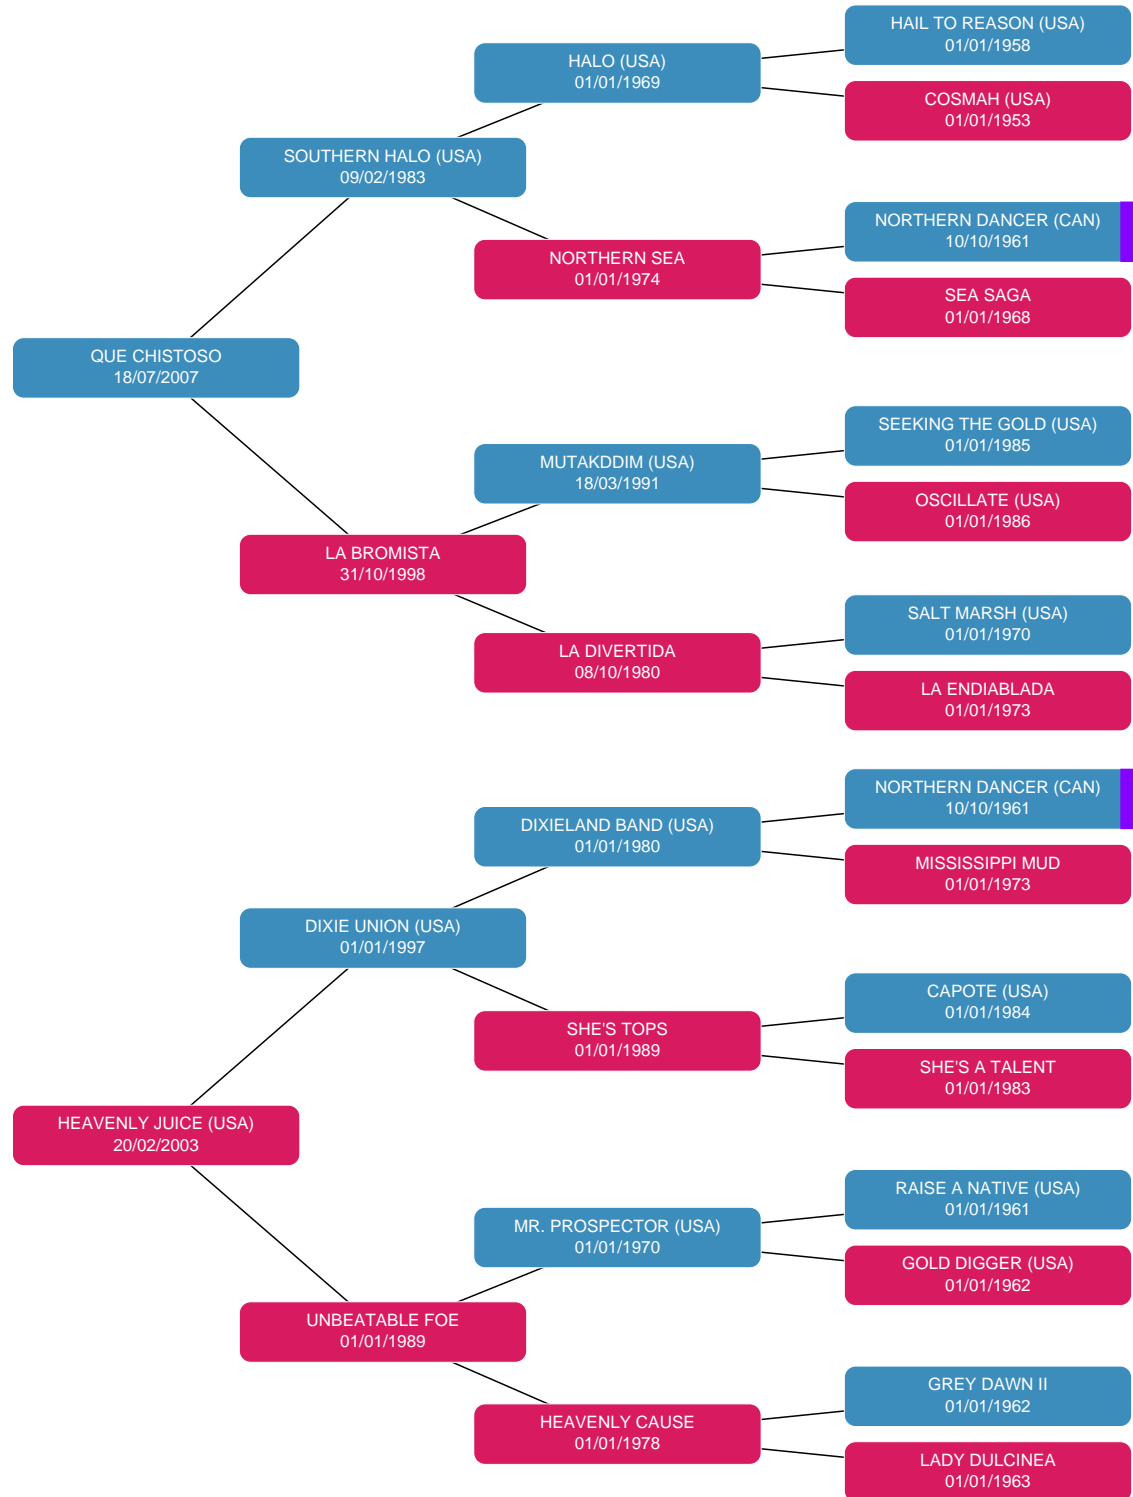 HAIL TO REASON (USA)
01/01/1958
HALO (USA)
01/01/1969
COSMAH (USA)
01/01/1953
SOUTHERN HALO (USA)
09/02/1983
NORTHERN DANCER (CAN)
10/10/1961
NORTHERN SEA
01/01/1974
SEA SAGA
01/01/1968
QUE CHISTOSO
18/07/2007
SEEKING THE GOLD (USA)
01/01/1985
MUTAKDDIM (USA)
18/03/1991
OSCILLATE (USA)
01/01/1986
LA BROMISTA
31/10/1998
SALT MARSH (USA)
01/01/1970
LA DIVERTIDA
08/10/1980
LA ENDIABLADA
01/01/1973
NORTHERN DANCER (CAN)
10/10/1961
DIXIELAND BAND (USA)
01/01/1980
MISSISSIPPI MUD
01/01/1973
DIXIE UNION (USA)
01/01/1997
CAPOTE (USA)
01/01/1984
SHE'S TOPS
01/01/1989
SHE'S A TALENT
01/01/1983
HEAVENLY JUICE (USA)
20/02/2003
RAISE A NATIVE (USA)
01/01/1961
MR. PROSPECTOR (USA)
01/01/1970
GOLD DIGGER (USA)
01/01/1962
UNBEATABLE FOE
01/01/1989
GREY DAWN II
01/01/1962
HEAVENLY CAUSE
01/01/1978
LADY DULCINEA
01/01/1963